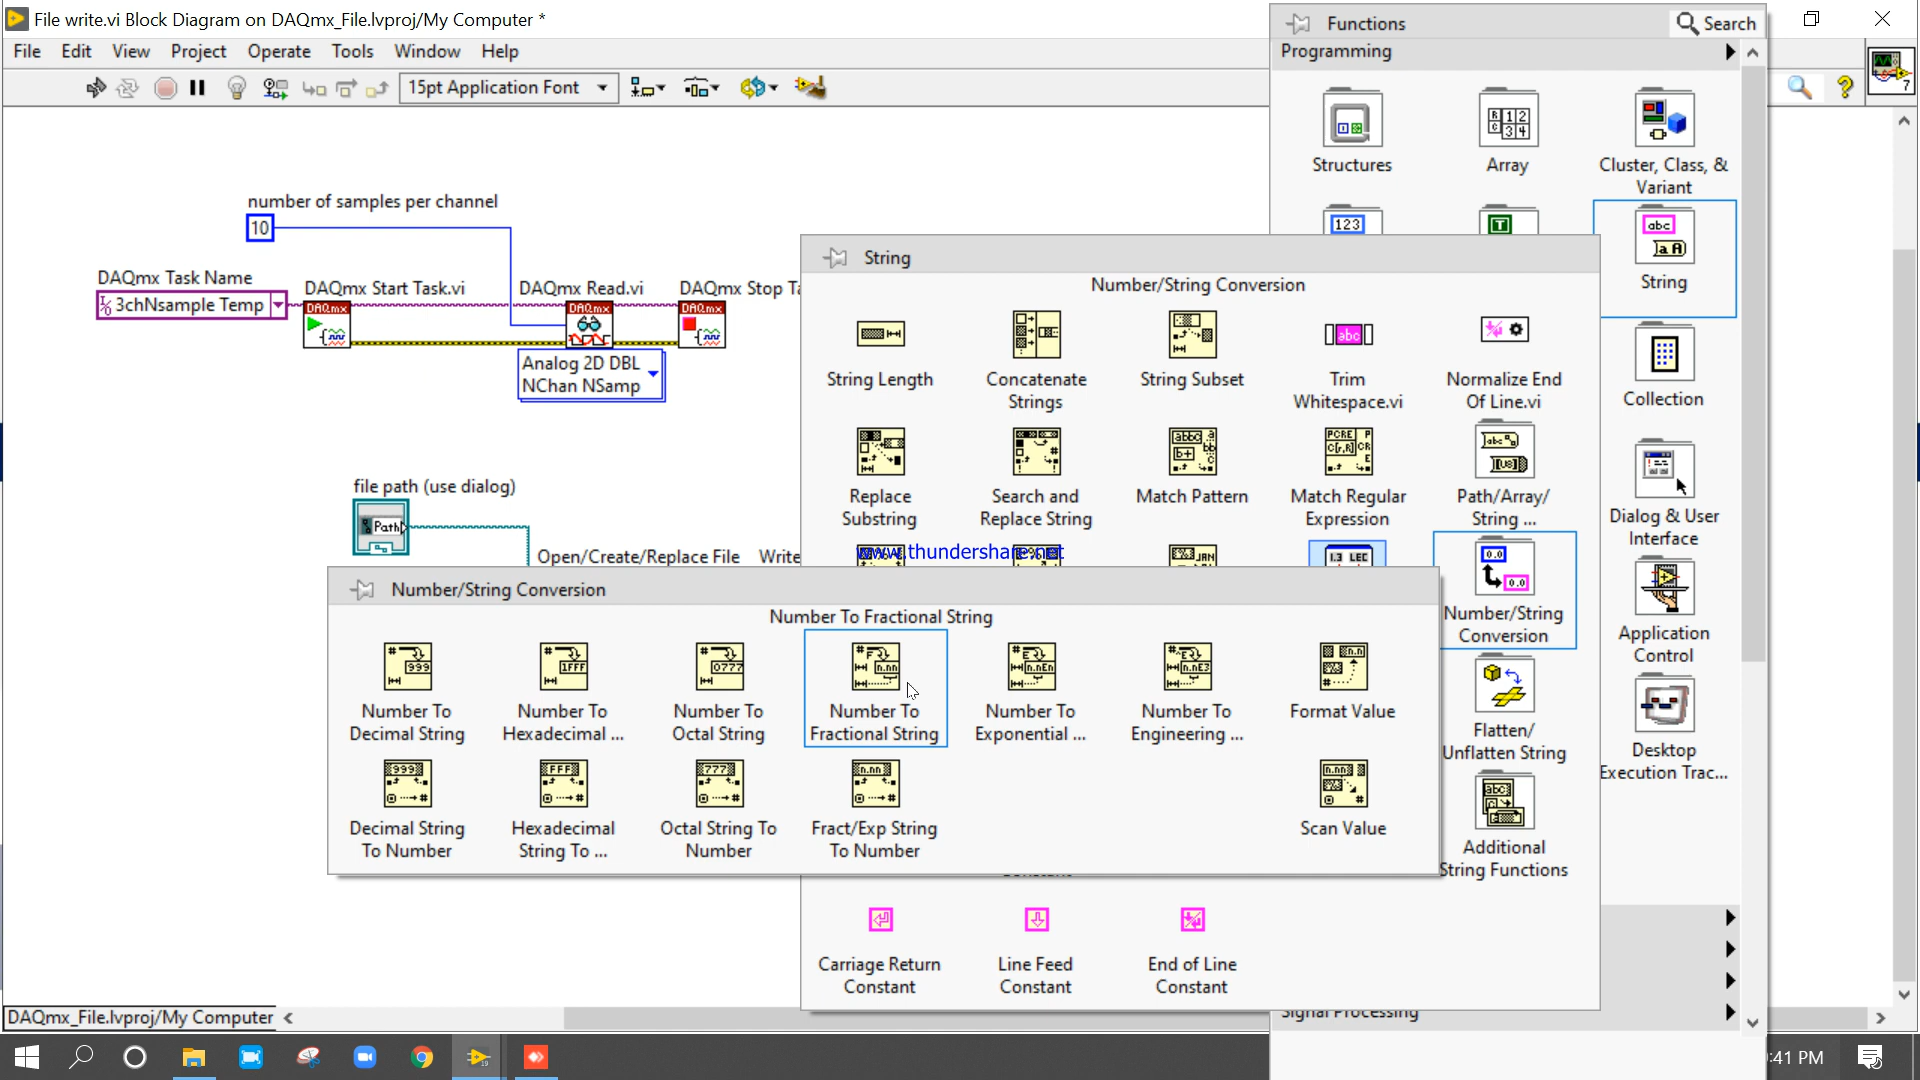 File write.vi Block Diagram on DAQmx_File.lvproj/My Computer *
File Edit View Project Operate Tools Window Help
15pt Application Font
Functions
Search
Programming
Structures
Array
Cluster, Class, &
Variant
String
Collection
Dialog & User
Interface
Application
Control
Desktop
Execution Trac...
Signal Processing
7
number of samples per channel
10
DAQmx Task Name
3chNsample Temp
DAQmx Start Task.vi
DAQmx Read.vi
DAQmx Stop Ta
Analog 2D DBL
NChan NSamp
file path (use dialog)
Path
Open/Create/Replace File
Write
String
Number/String Conversion
String Length
Concatenate
Strings
String Subset
Trim
Whitespace.vi
Normalize End
Of Line.vi
Replace
Substring
Search and
Replace String
Match Pattern
Match Regular
Expression
Path/Array/
String ...
www.thundershare.net
Number/String
Conversion
Flatten/
Unflatten String
Additional
String Functions
Number/String Conversion
Number To Fractional String
Number To
Decimal String
Number To
Hexadecimal ...
Number To
Octal String
Number To
Fractional String
Number To
Exponential ...
Number To
Engineering ...
Format Value
Decimal String
To Number
Hexadecimal
String To ...
Octal String To
Number
Fract/Exp String
To Number
Scan Value
Carriage Return
Constant
Line Feed
Constant
End of Line
Constant
DAQmx_File.lvproj/My Computer
:41 PM